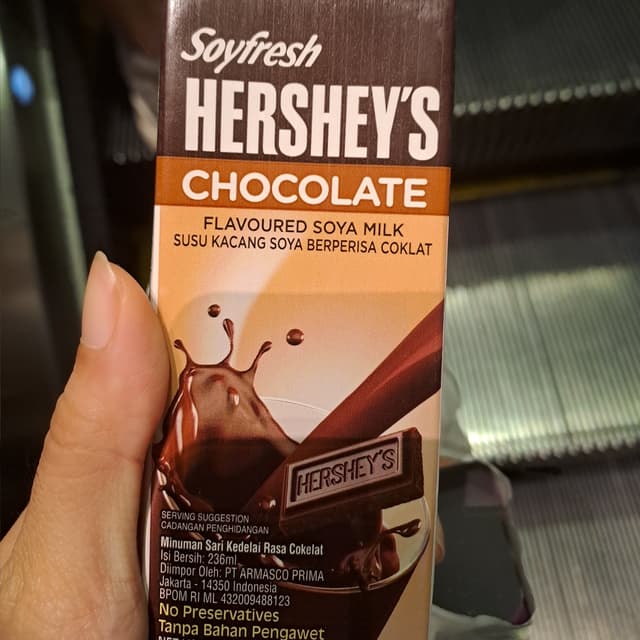 Soyfresh
HERSHEY'S
CHOCOLATE
FLAVOURED SOYA MILK
SUSU KACANG SOYA BERPERISA COKLAT
HERSHEY'S
SERVING SUGGESTION
CADANGAN PENGHIDANGAN
Minuman Sari Kedelai Rasa Cokelat
Isi Bersih: 236ml
Diimpor Oleh: PT ARMASCO PRIMA
Jakarta - 14350 Indonesia
BPOM RI ML 432009488123
No Preservatives
Tanpa Bahan Pengawet